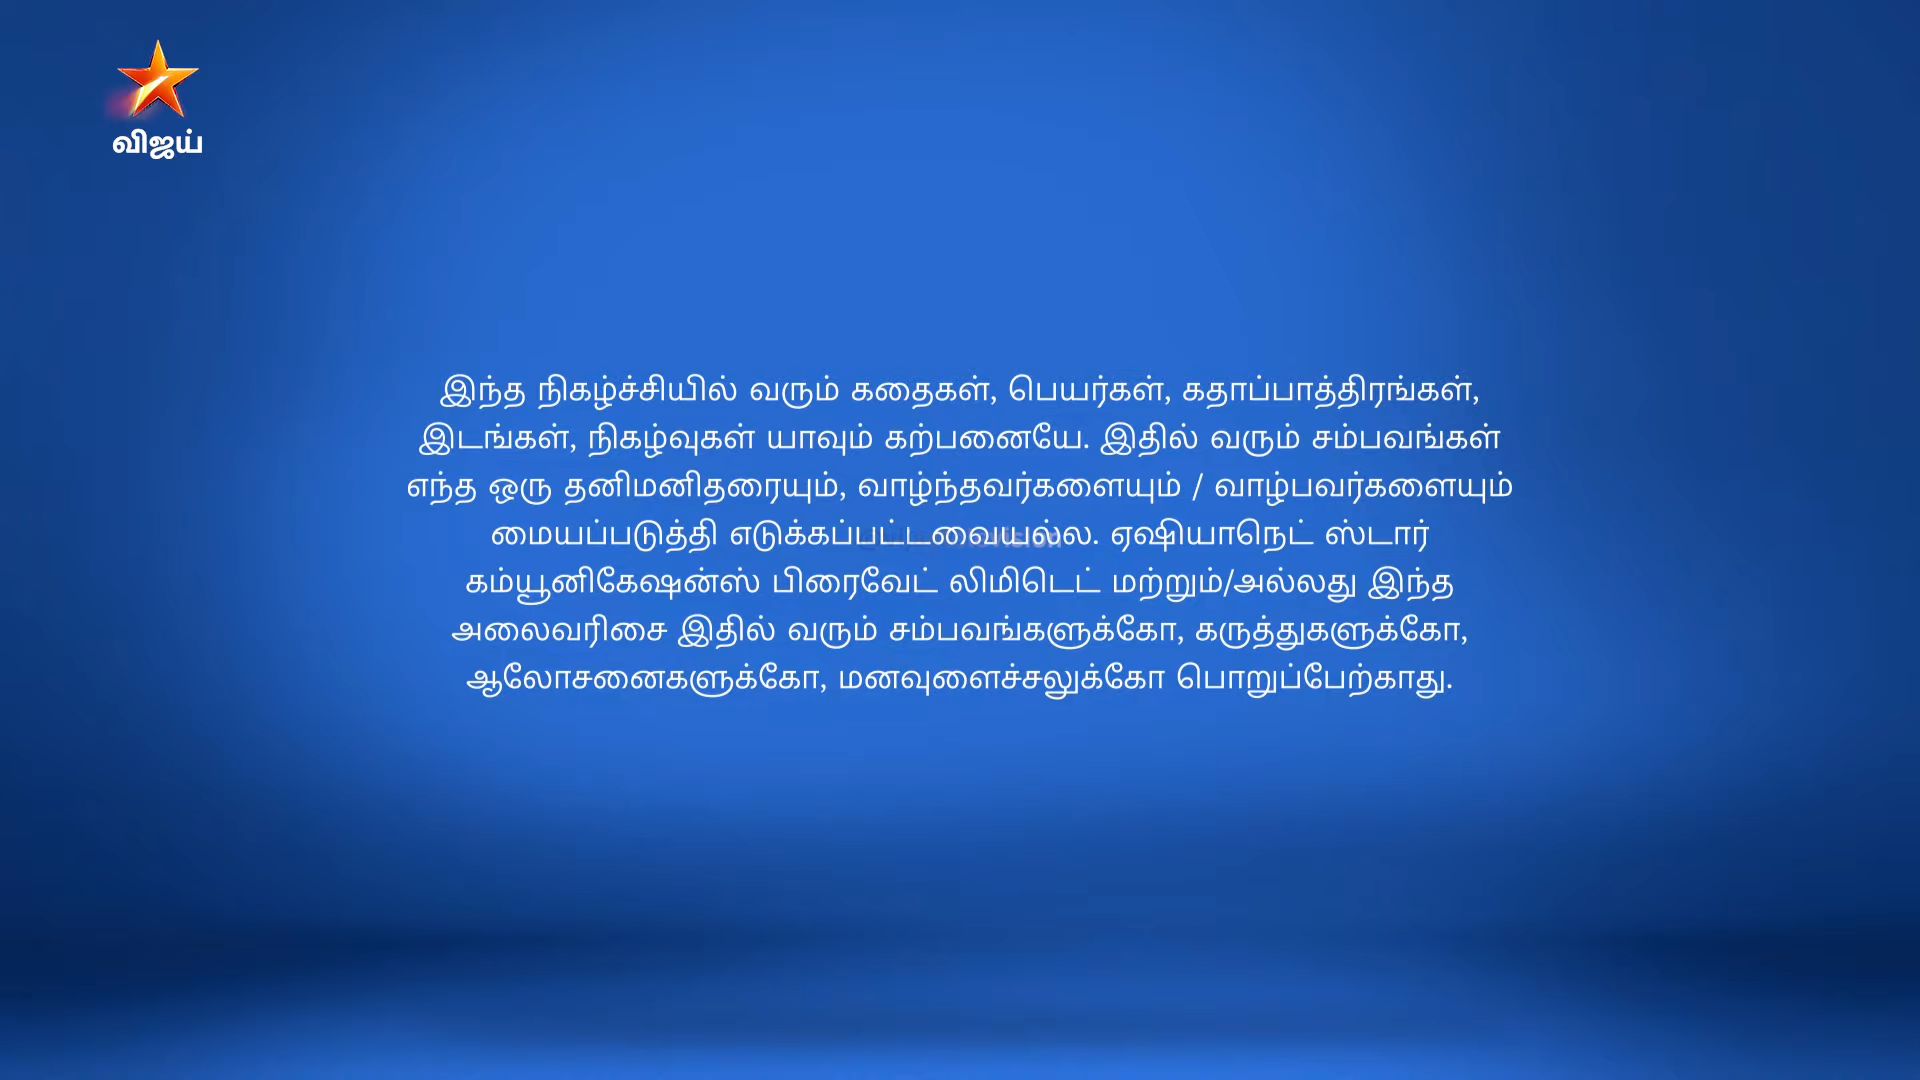 விஜய்
இந்த நிகழ்ச்சியில் வரும் கதைகள், பெயர்கள், கதாப்பாத்திரங்கள்,
இடங்கள், நிகழ்வுகள் யாவும் கற்பனையே. இதில் வரும் சம்பவங்கள்
எந்த ஒரு தனிமனிதரையும், வாழ்ந்தவர்களையும் / வாழ்பவர்களையும்
மையப்படுத்தி எடுக்கப்பட்டவையல்ல. ஏஷியாநெட் ஸ்டார்
கம்யூனிகேஷன்ஸ் பிரைவேட் லிமிடெட் மற்றும்/அல்லது இந்த
அலைவரிசை இதில் வரும் சம்பவங்களுக்கோ, கருத்துகளுக்கோ,
ஆலோசனைகளுக்கோ, மனவுளைச்சலுக்கோ பொறுப்பேற்காது.